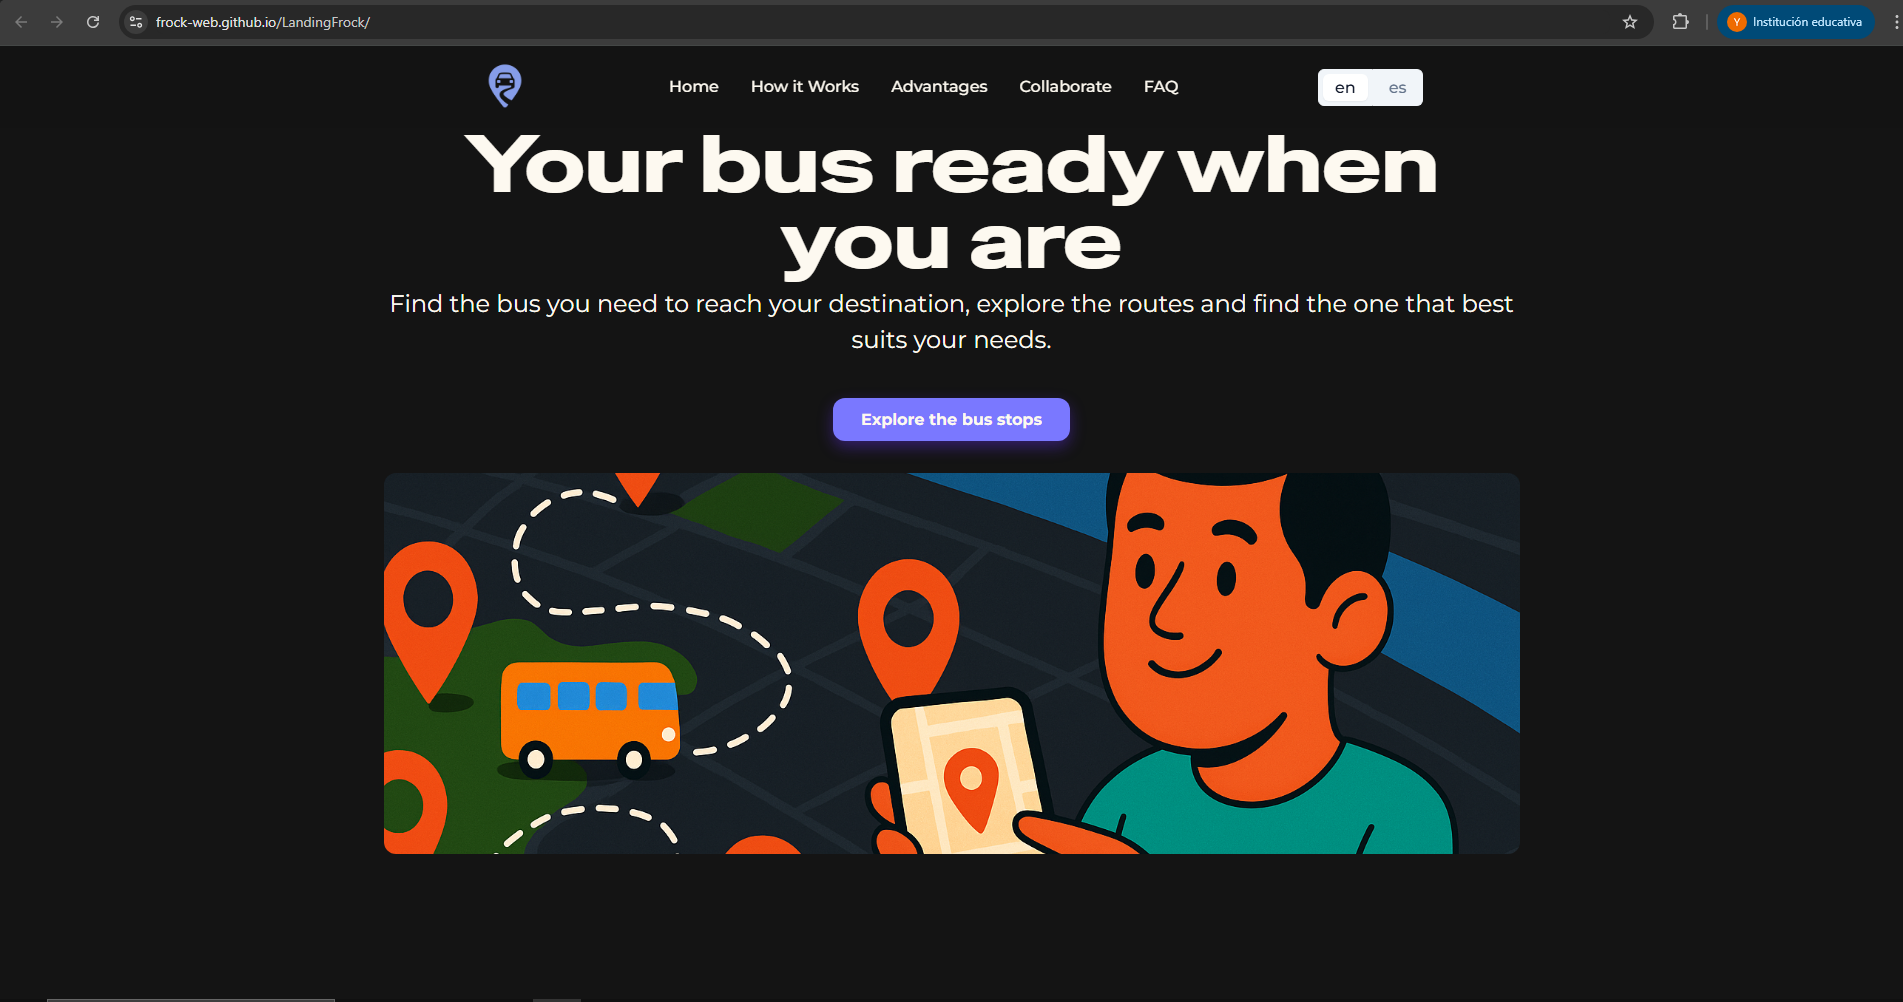 frock-web.github.io/LandingFrock/
Y Institución educativa
Home How it Works Advantages Collaborate FAQ
en es
Your bus ready when
you are
Find the bus you need to reach your destination, explore the routes and find the one that best
suits your needs.
Explore the bus stops